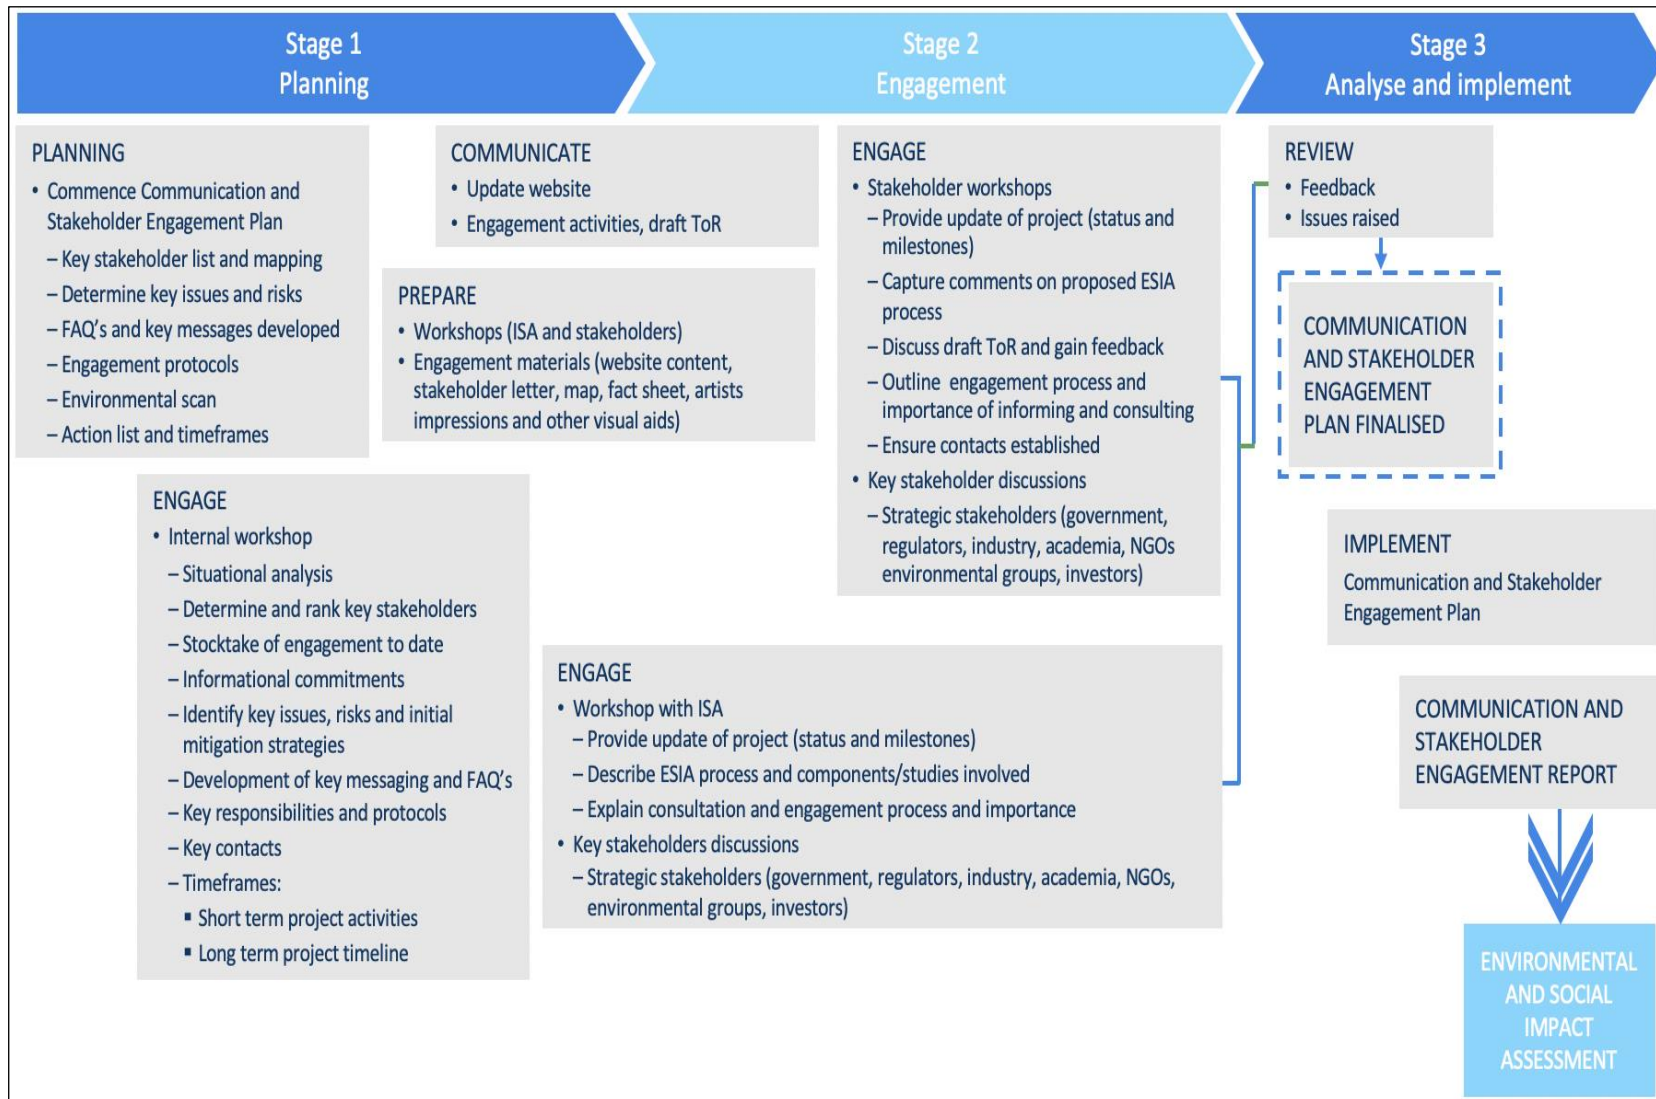 Stage 1
Planning
Stage 2
Engagement
Stage 3
Analyse and implement
PLANNING
• Commence Communication and
Stakeholder Engagement Plan
– Key stakeholder list and mapping
– Determine key issues and risks
– FAQ's and key messages developed
– Engagement protocols
– Environmental scan
– Action list and timeframes
COMMUNICATE
• Update website
• Engagement activities, draft ToR
PREPARE
• Workshops (ISA and stakeholders)
• Engagement materials (website content,
stakeholder letter, map, fact sheet, artists
impressions and other visual aids)
ENGAGE
• Internal workshop
– Situational analysis
– Determine and rank key stakeholders
– Stocktake of engagement to date
– Informational commitments
– Identify key issues, risks and initial
mitigation strategies
– Development of key messaging and FAQ's
– Key responsibilities and protocols
– Key contacts
– Timeframes:
▪ Short term project activities
▪ Long term project timeline
ENGAGE
• Stakeholder workshops
– Provide update of project (status and
milestones)
– Capture comments on proposed ESIA
process
– Discuss draft ToR and gain feedback
– Outline engagement process and
importance of informing and consulting
– Ensure contacts established
• Key stakeholder discussions
– Strategic stakeholders (government,
regulators, industry, academia, NGOs
environmental groups, investors)
ENGAGE
• Workshop with ISA
– Provide update of project (status and milestones)
– Describe ESIA process and components/studies involved
– Explain consultation and engagement process and importance
• Key stakeholders discussions
– Strategic stakeholders (government, regulators, industry, academia, NGOs,
environmental groups, investors)
REVIEW
• Feedback
• Issues raised
COMMUNICATION
AND STAKEHOLDER
ENGAGEMENT
PLAN FINALISED
IMPLEMENT
Communication and Stakeholder
Engagement Plan
COMMUNICATION AND
STAKEHOLDER
ENGAGEMENT REPORT
ENVIRONMENTAL
AND SOCIAL
IMPACT
ASSESSMENT